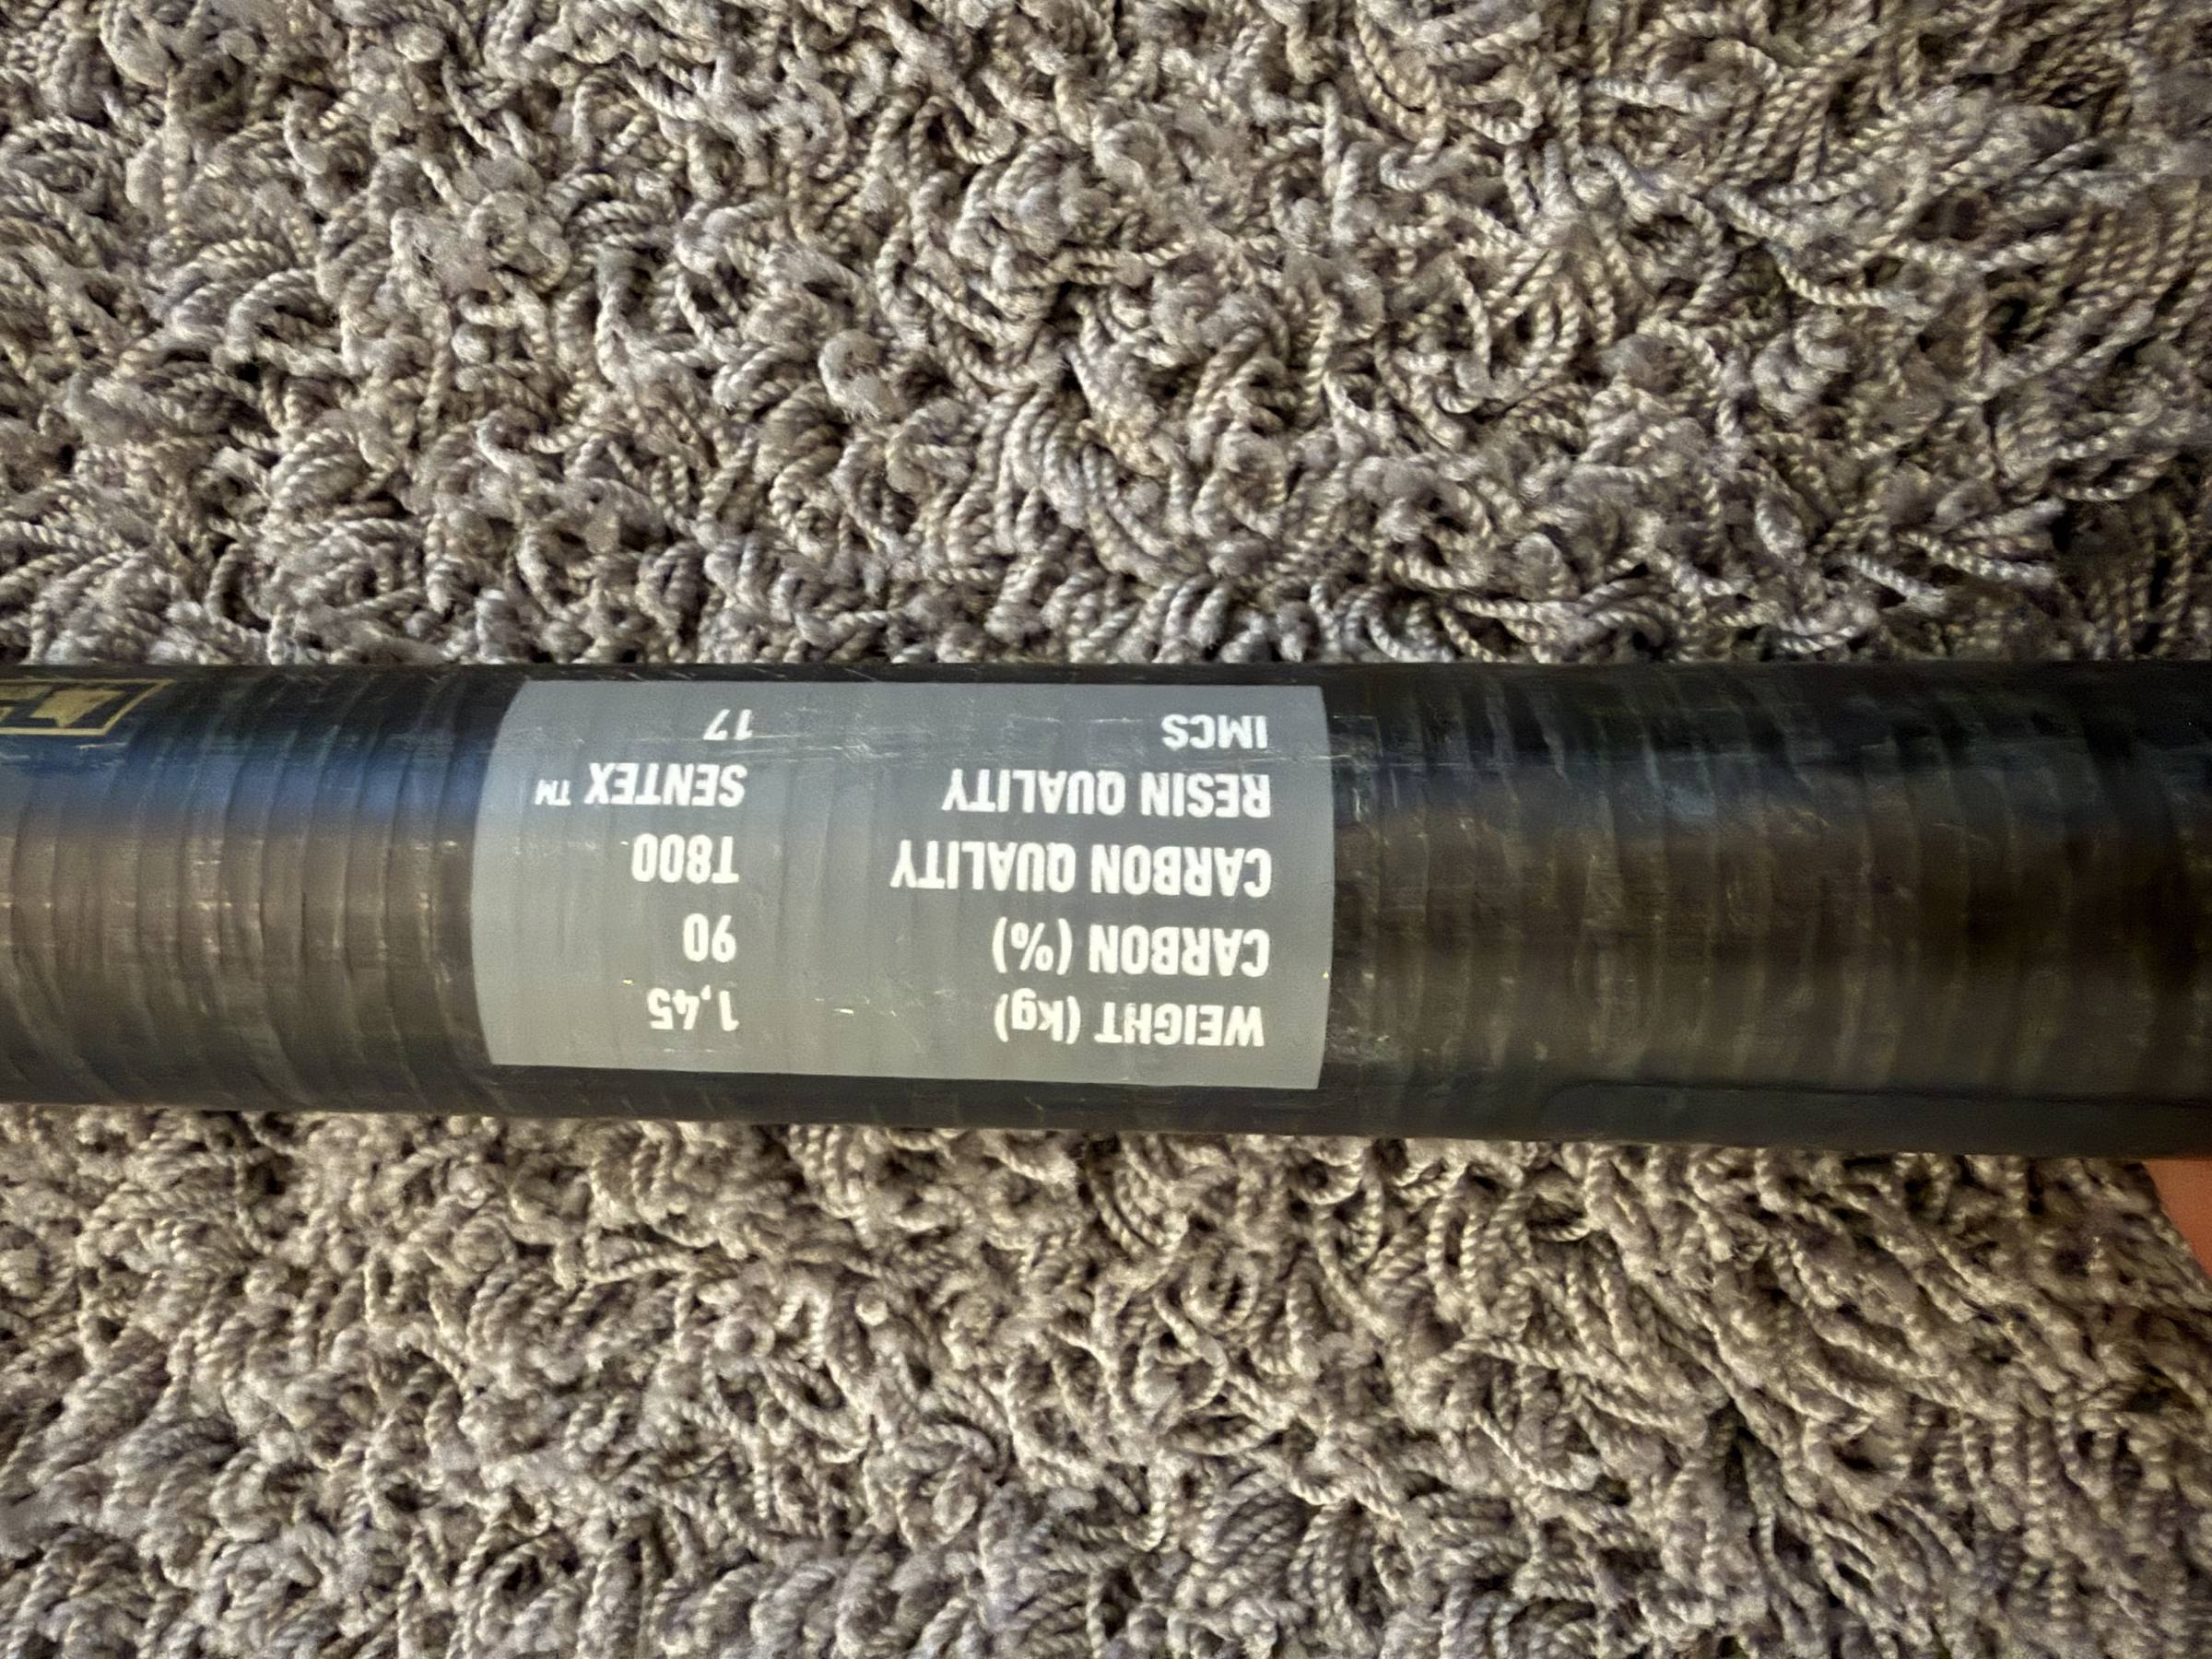 WEIGHT (kg) 1,45
CARBON (%) 90
CARBON QUALITY T800
RESIN QUALITY SENTEX ™
IMCS 17